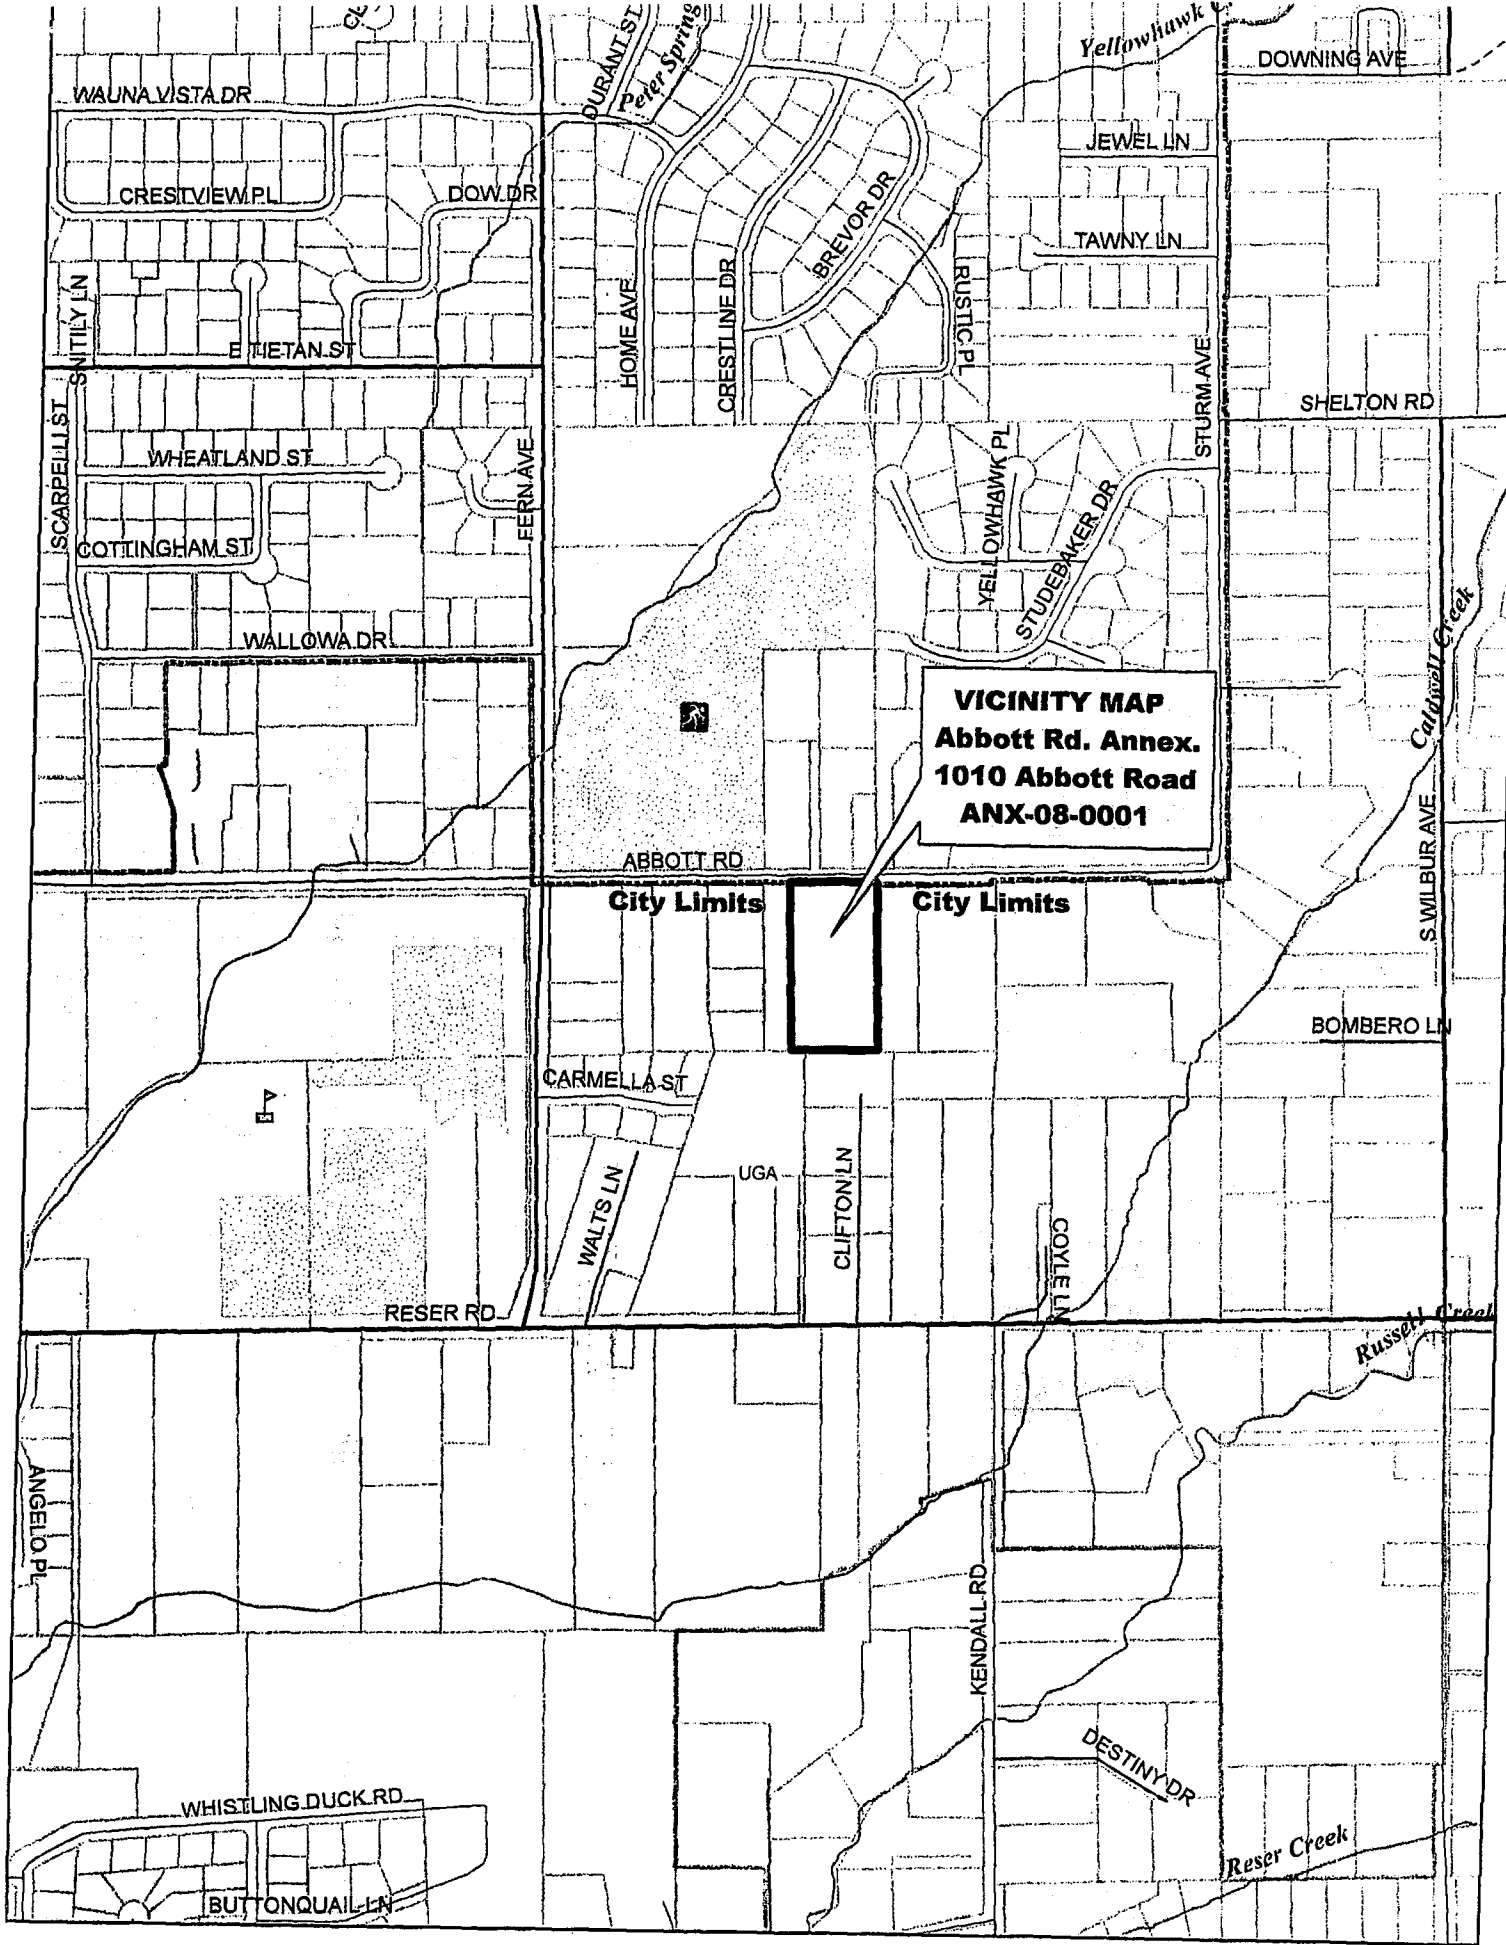 DURANT ST
Peter Spring
Yellowhawk C.
DOWNING AVE
WAUNA VISTA DR
JEWEL LN
CRESTVIEW PL
DOW DR
BREVOR DR
TAWNY LN
SNITILY LN
HOME AVE
CRESTLINE DR
RUSTIC PL
E TIETAN ST
STURM AVE
SHELTON RD
SCARPELLI ST
WHEATLAND ST
FERN AVE
YELLOWHAWK PL
STUDEBAKER DR
COTTINGHAM ST
WALLOWA DR
Caldwell Creek
VICINITY MAP
Abbott Rd. Annex.
1010 Abbott Road
ANX-08-0001
S WILBUR AVE
ABBOTT RD
City Limits
City Limits
BOMBERO LN
CARMELLA ST
UGA
WALTS LN
CLIFTON LN
COYLE LN
RESER RD
Russell Creek
ANGELO PL
KENDALL RD
DESTINY DR
WHISTLING DUCK RD
Reser Creek
BUTTONQUAIL LN